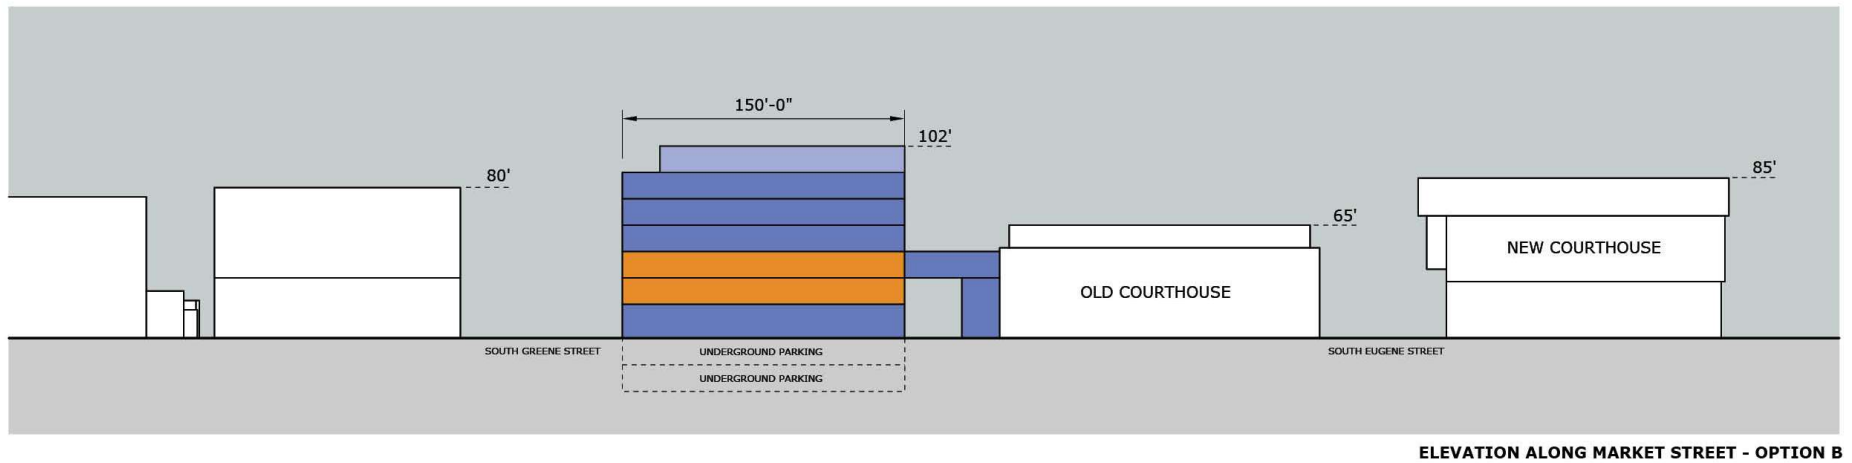 150'-0"
102'
80'
85'
65'
NEW COURTHOUSE
OLD COURTHOUSE
SOUTH GREENE STREET
UNDERGROUND PARKING
SOUTH EUGENE STREET
UNDERGROUND PARKING
ELEVATION ALONG MARKET STREET - OPTION B